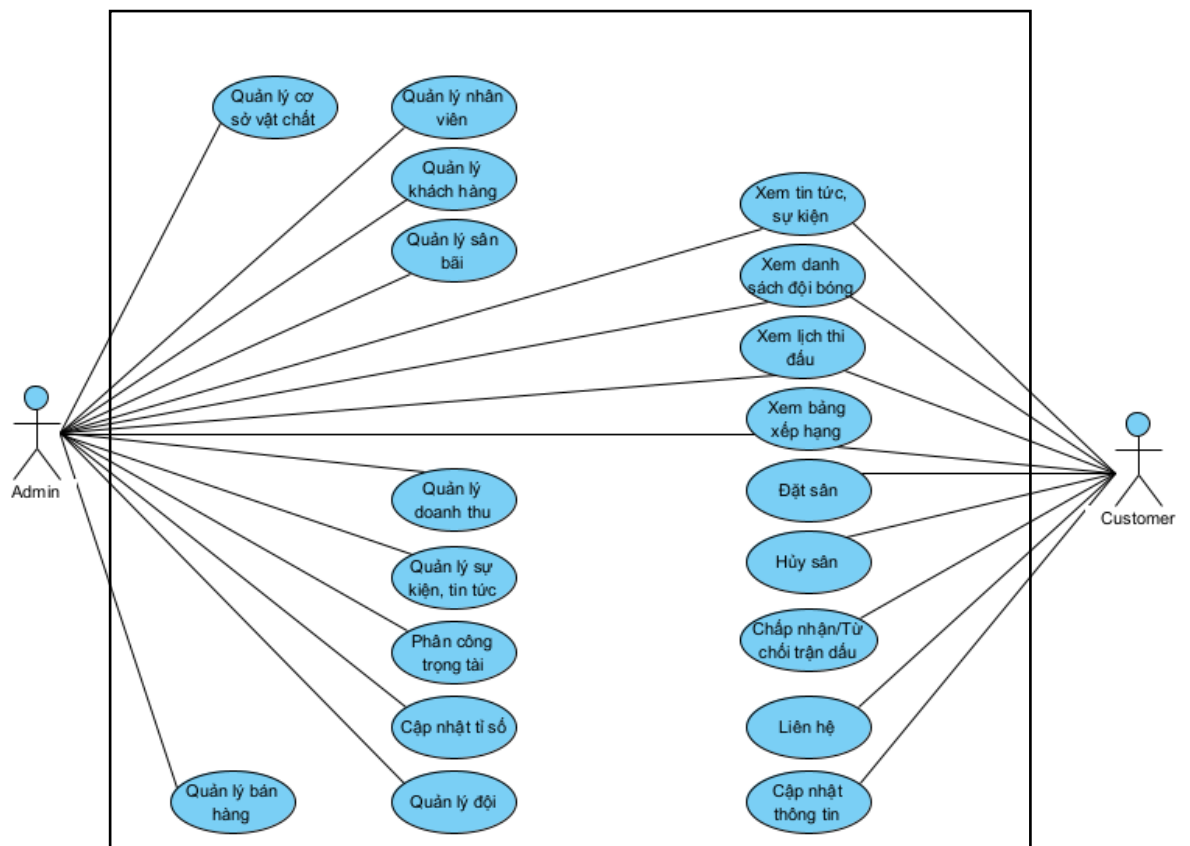 Quản lý cơ
sở vật chất
Quản lý nhân
viên
Quản lý
khách hàng
Quản lý sân
bãi
Xem tin tức,
sự kiện
Xem danh
sách đội bóng
Xem lịch thi
đấu
Xem bảng
xếp hạng
Admin
Customer
Quản lý
doanh thu
Đặt sân
Quản lý sự
kiện, tin tức
Hủy sân
Phân công
trọng tài
Chấp nhận/Từ
chối trận dấu
Cập nhật tỉ số
Liên hệ
Quản lý bán
hàng
Quản lý đội
Cập nhật
thông tin